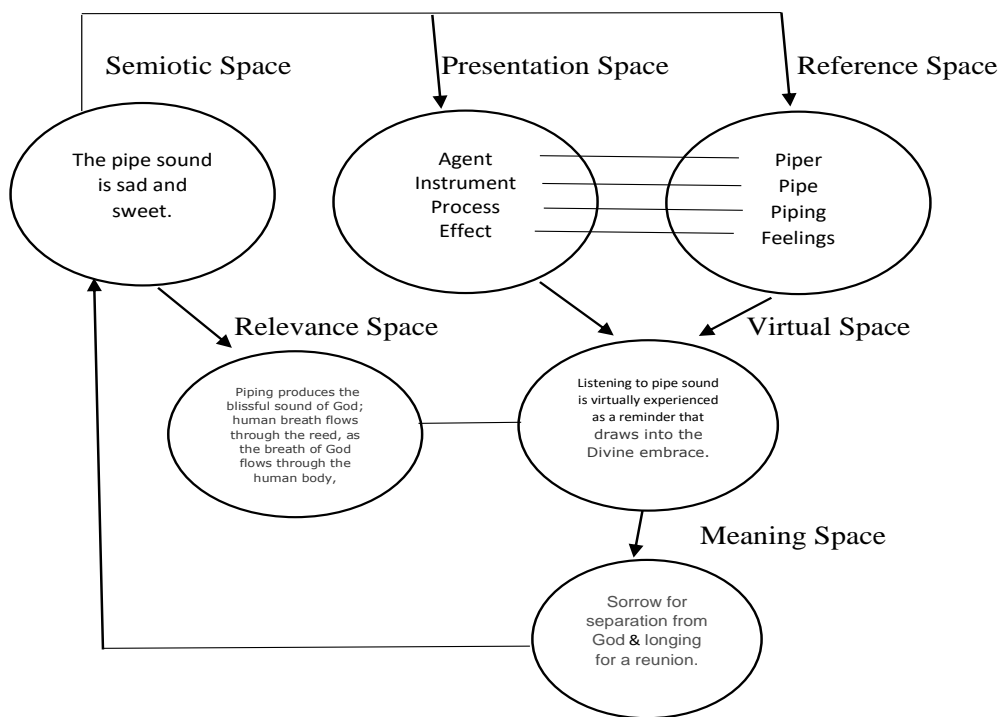 Semiotic Space
Presentation Space
Reference Space
The pipe sound
is sad and
sweet.
Agent
Instrument
Process
Effect
Piper
Pipe
Piping
Feelings
Relevance Space
Virtual Space
Piping produces the
blissful sound of God;
human breath flows
through the reed, as
the breath of God
flows through the
human body,
Listening to pipe sound
is virtually experienced
as a reminder that
draws into the
Divine embrace.
Meaning Space
Sorrow for
separation from
God & longing
for a reunion.